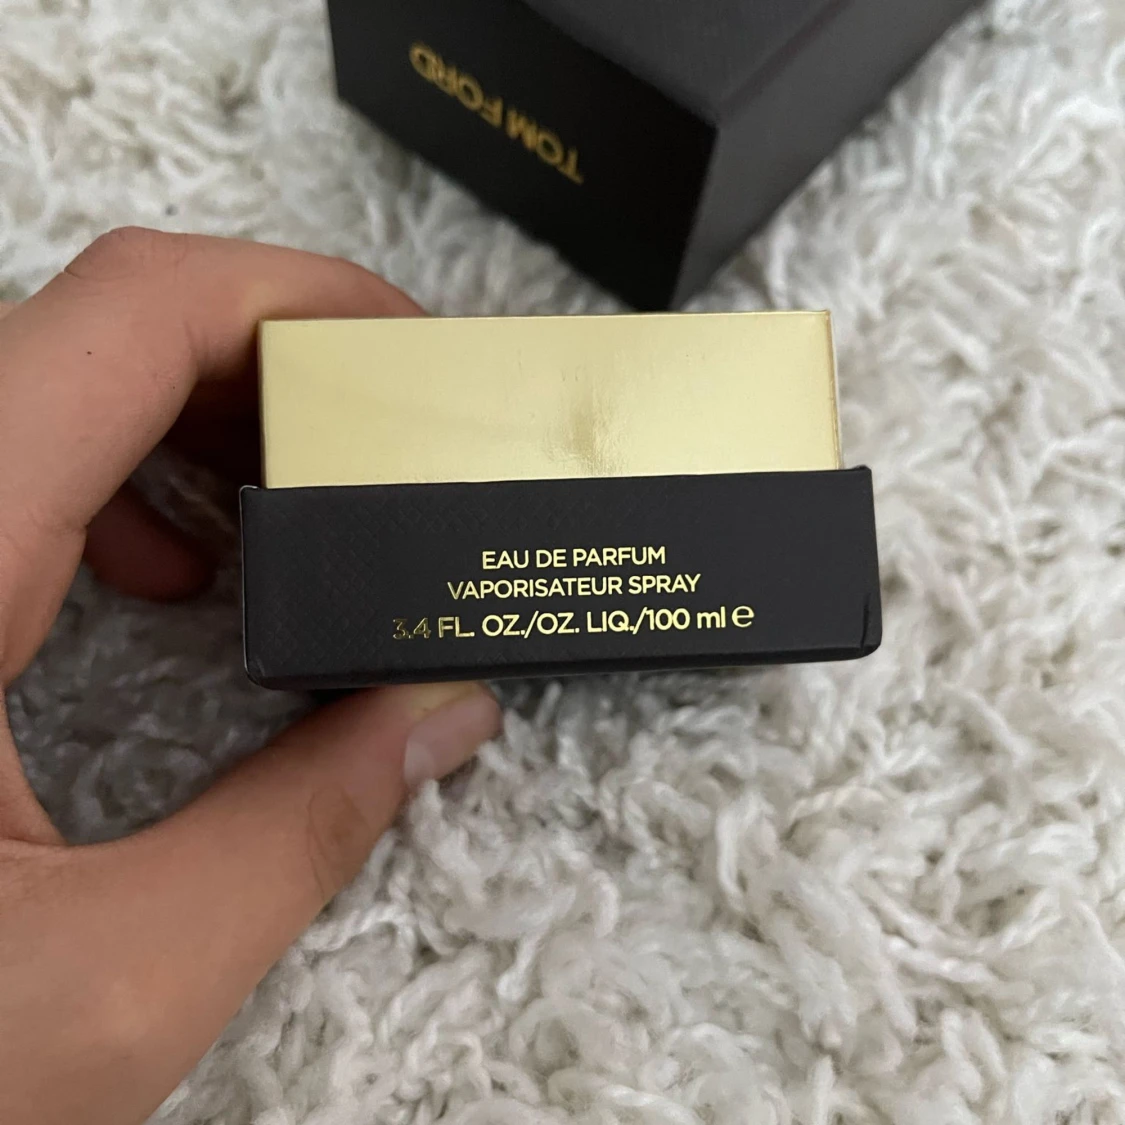 TOM FORD
EAU DE PARFUM
VAPORISATEUR SPRAY
3.4 FL. OZ./OZ. LIQ./100 ml ℮